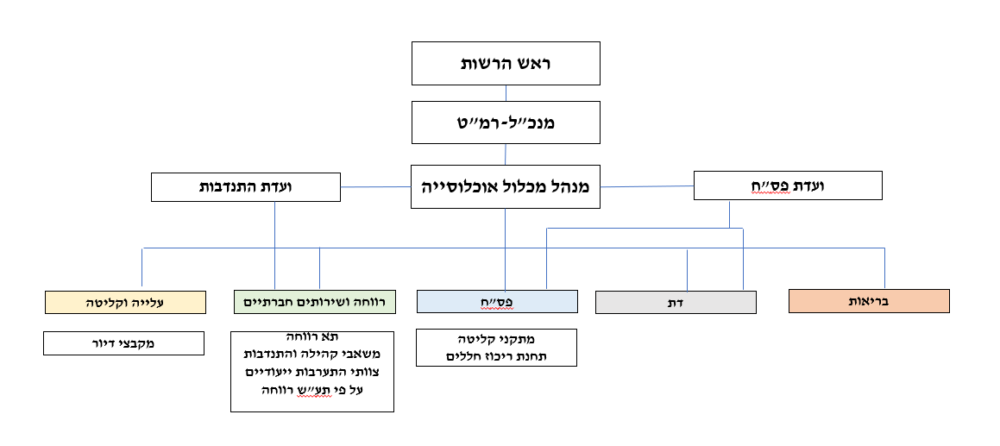 ראש הרשות
מנכ"ל-רמ"ט
מנהל מכלול אוכלוסייה
ועדת פס"ח
ועדת התנדבות
בריאות
דת
פס"ח
רווחה ושירותים חברתיים
עלייה וקליטה
מתקני קליטה
תחנת ריכוז חללים
תא רווחה
משאבי קהילה והתנדבות
צוותי התערבות ייעודיים
על פי תע"ש רווחה
מקבצי דיור